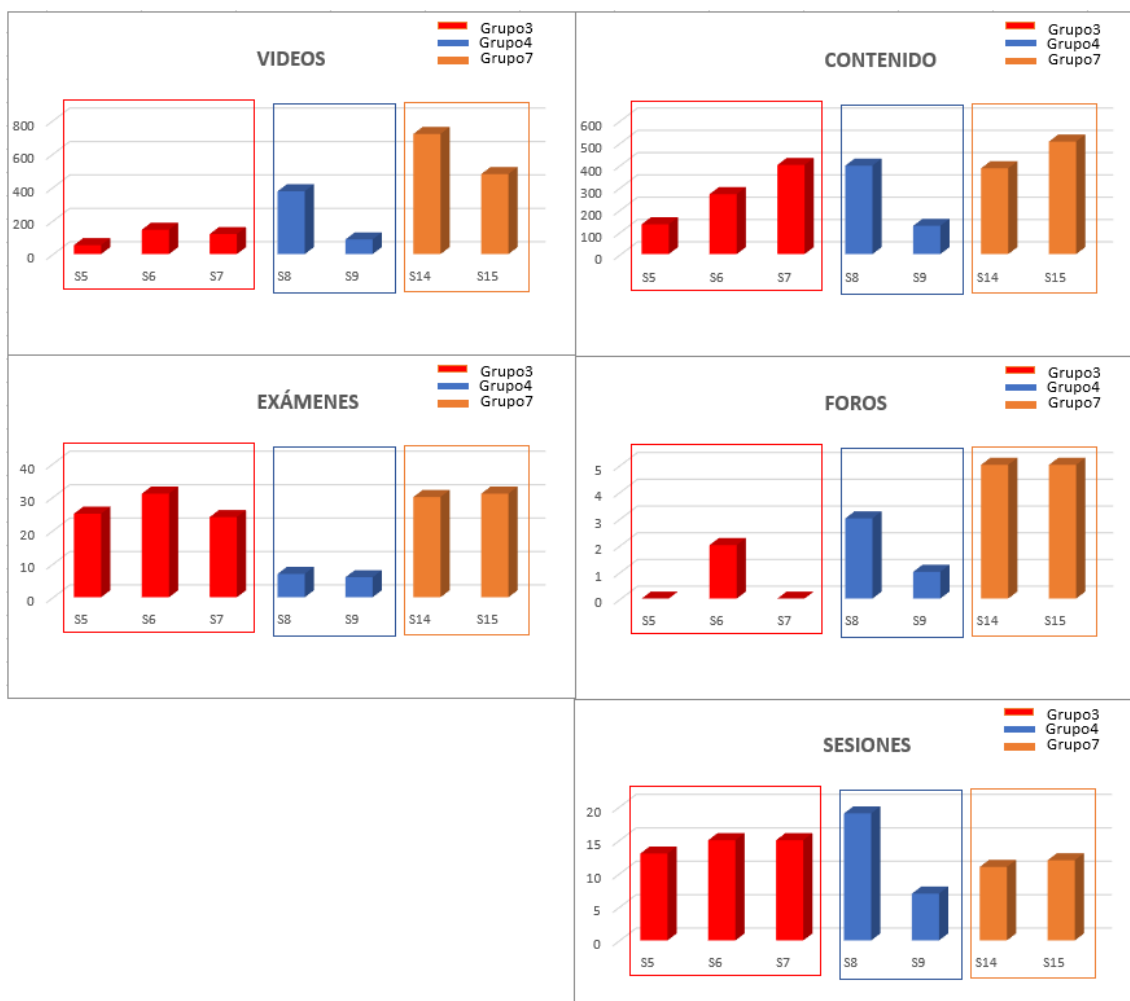 Grupo3
Grupo4
Grupo7
VIDEOS
800
600
400
200
0
S5 S6 S7 S8 S9 S14 S15
Grupo3
Grupo4
Grupo7
CONTENIDO
600
500
400
300
200
100
0
S5 S6 S7 S8 S9 S14 S15
Grupo3
Grupo4
Grupo7
EXÁMENES
40
30
20
10
0
S5 S6 S7 S8 S9 S14 S15
Grupo3
Grupo4
Grupo7
FOROS
5
4
3
2
1
0
S5 S6 S7 S8 S9 S14 S15
Grupo3
Grupo4
Grupo7
SESIONES
20
15
10
5
0
S5 S6 S7 S8 S9 S14 S15